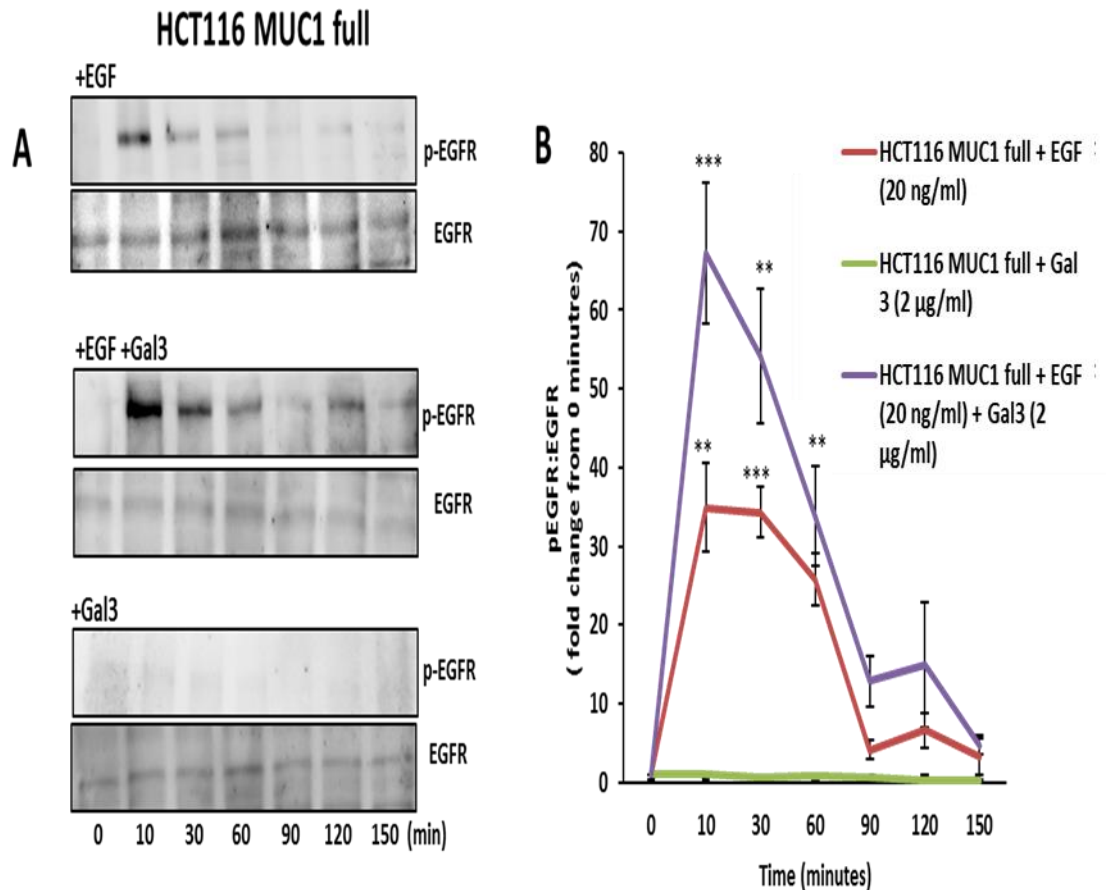 HCT116 MUC1 full
A
+EGF
p-EGFR
EGFR
+EGF +Gal3
p-EGFR
EGFR
+Gal3
p-EGFR
EGFR
0 10 30 60 90 120 150 (min)
B
pEGFR:EGFR
( fold change from 0 minutres)
80
70
60
50
40
30
20
10
0
***
**
**
**
***
0 10 30 60 90 120 150
Time (minutes)
HCT116 MUC1 full + EGF
(20 ng/ml)
HCT116 MUC1 full + Gal
3 (2 µg/ml)
HCT116 MUC1 full + EGF
(20 ng/ml) + Gal3 (2
µg/ml)